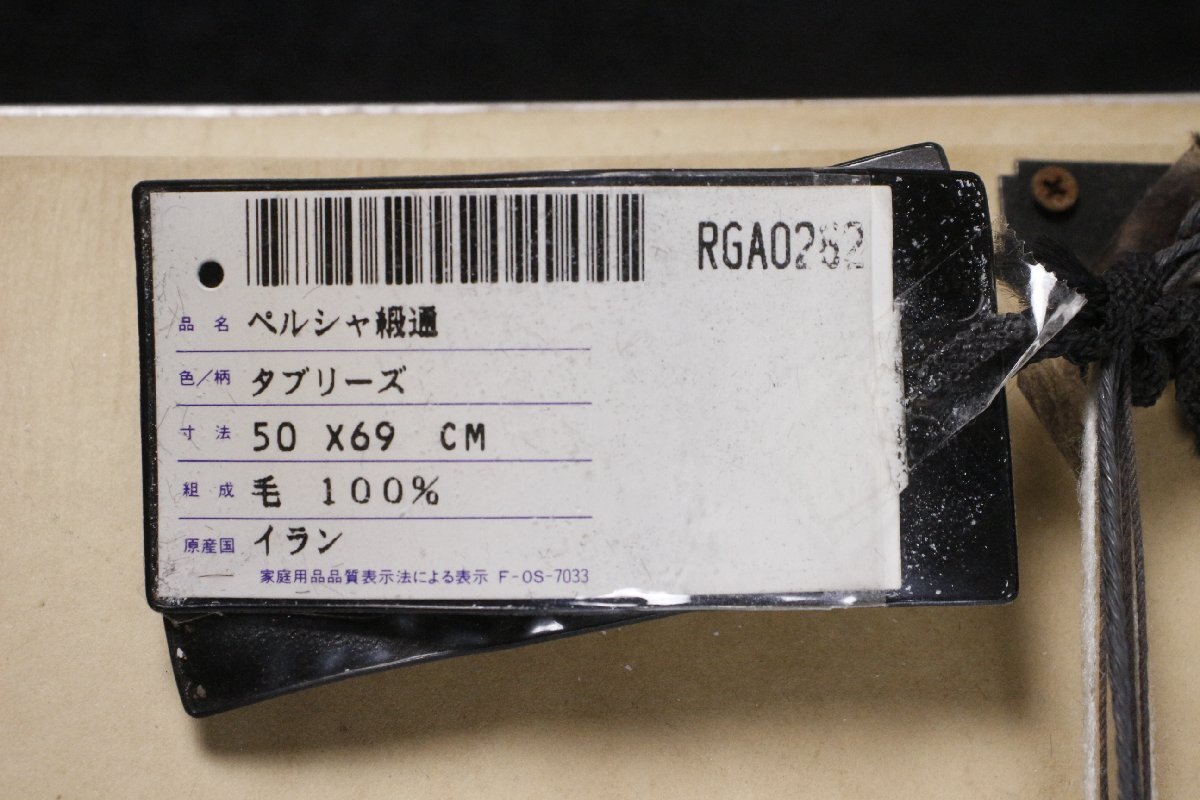 RGA0262
品名 ペルシャ緞通
色/柄 タブリーズ
寸法 50 X69 CM
組成 毛 100%
原産国 イラン
家庭用品品質表示法による表示 F-OS-7033